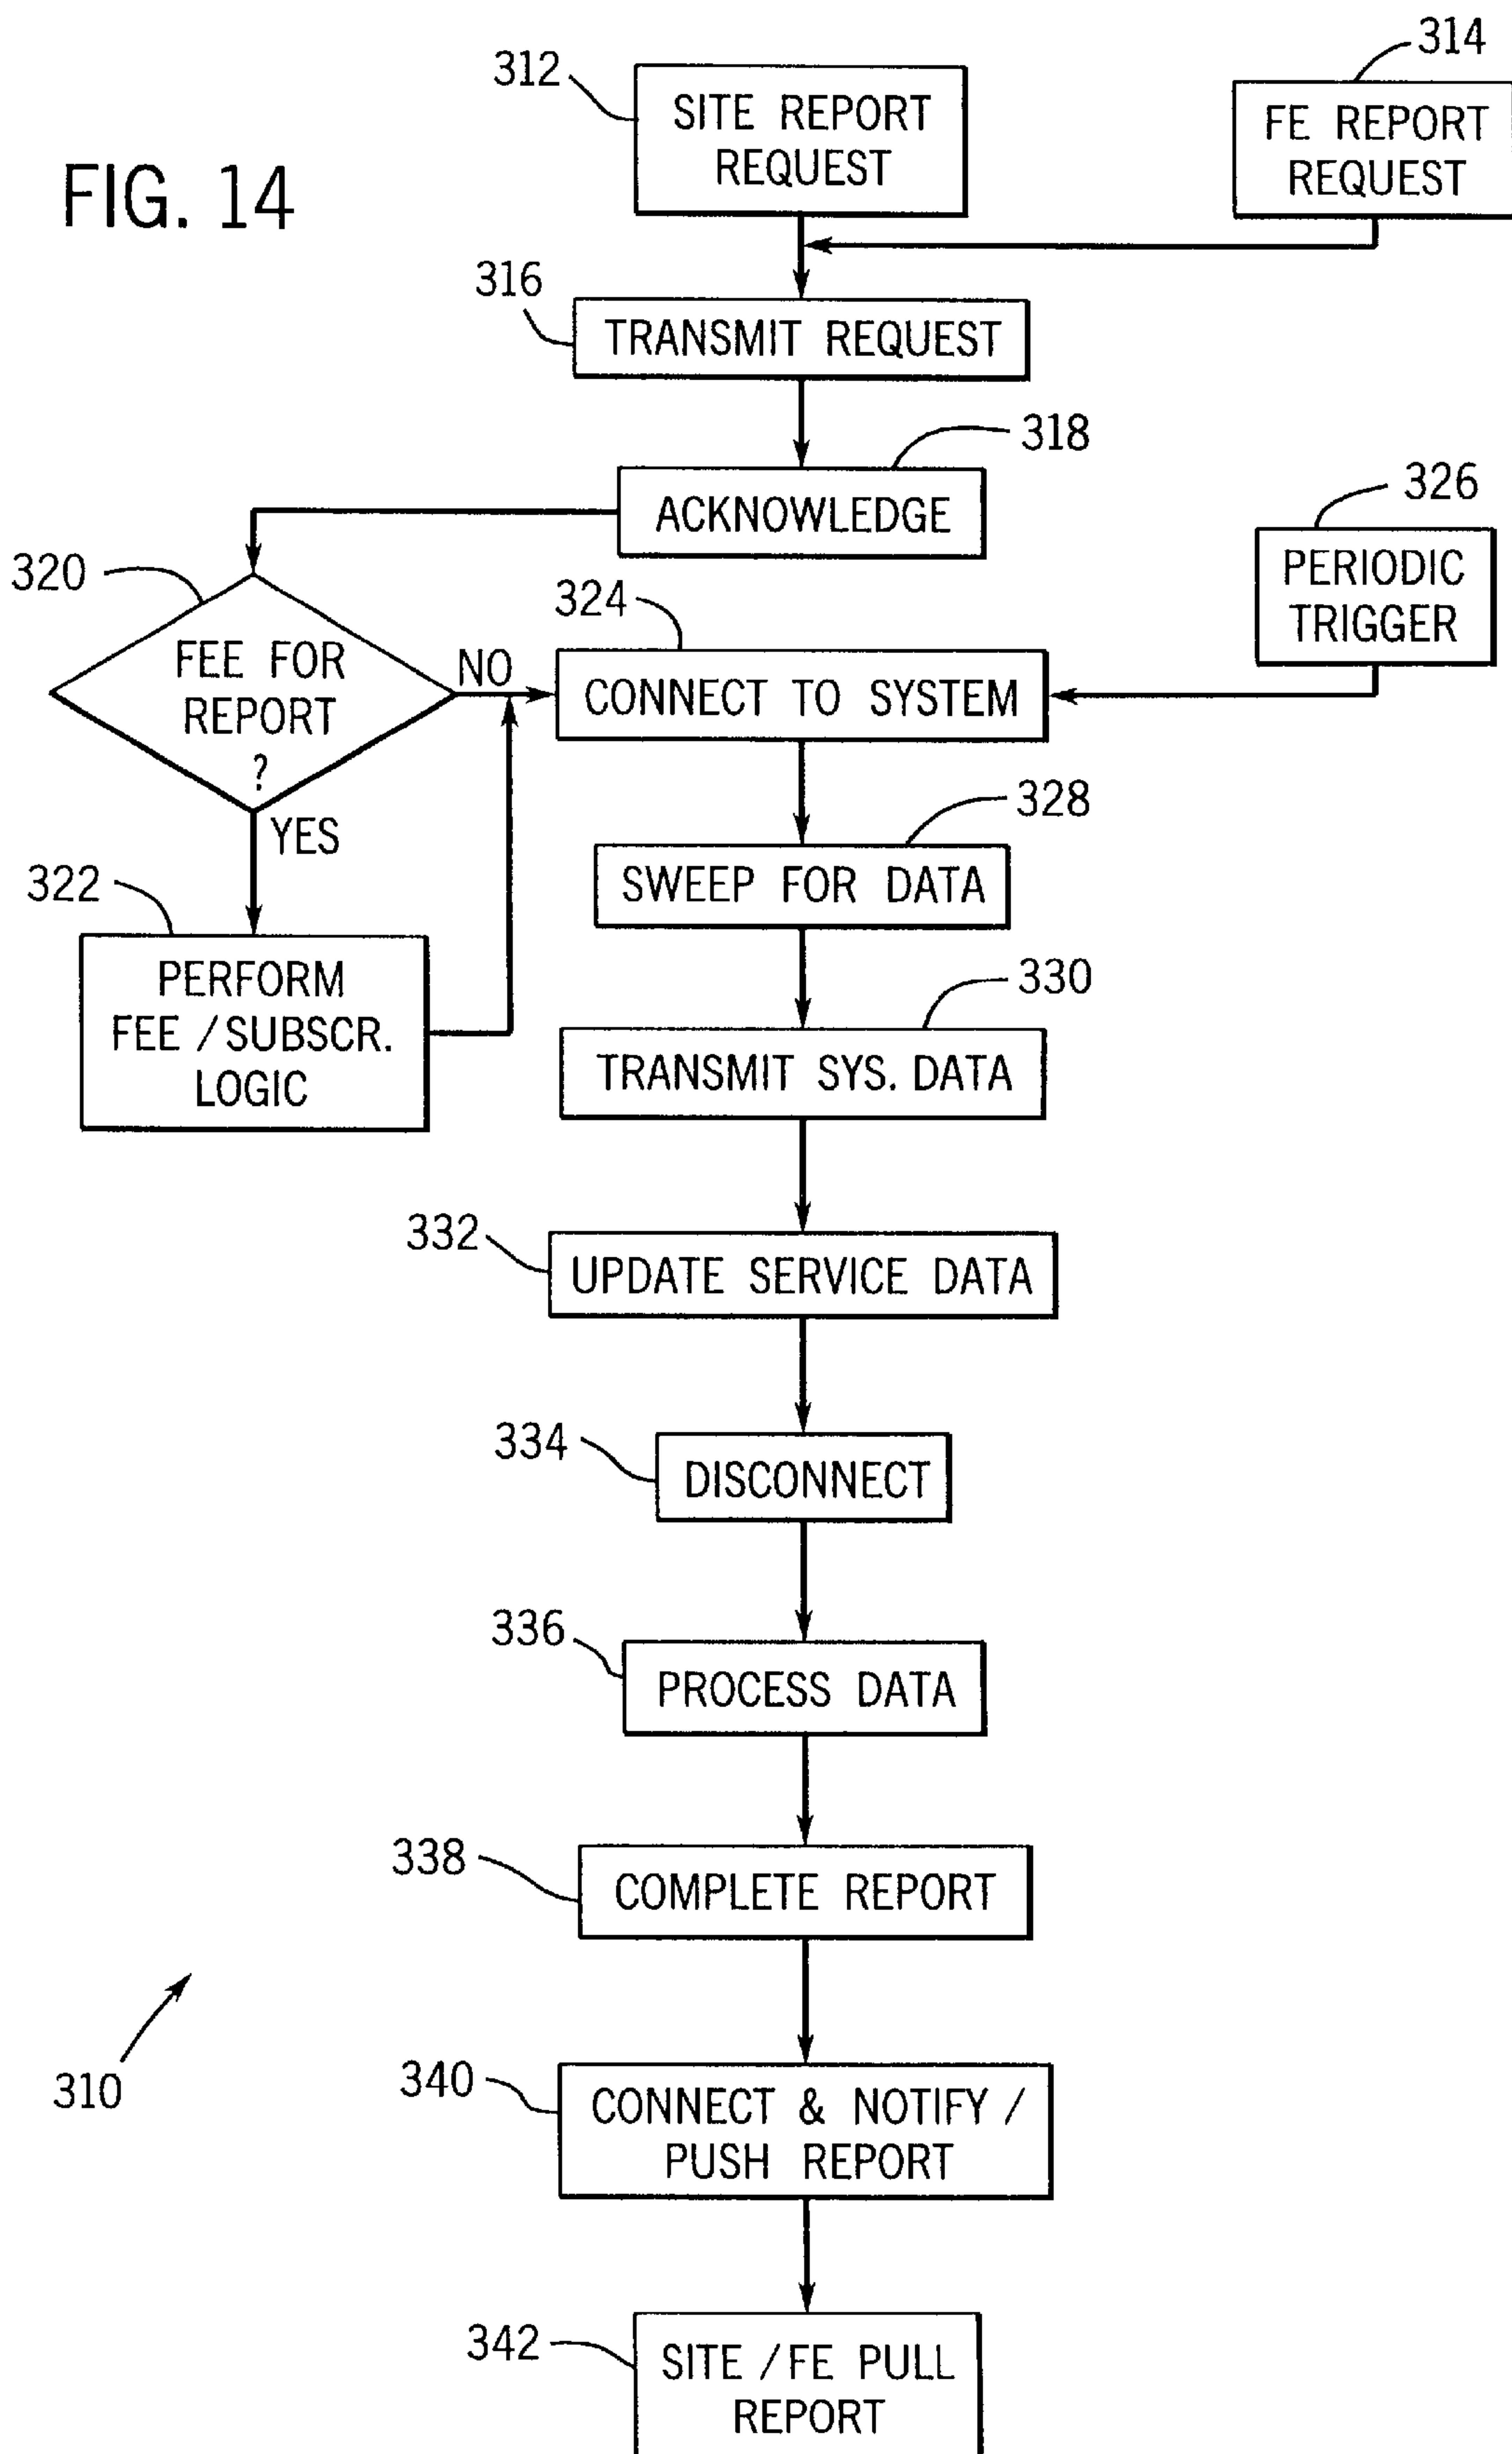 FIG. 14
312
SITE REPORT
REQUEST
314
FE REPORT
REQUEST
316
TRANSMIT REQUEST
318
ACKNOWLEDGE
320
FEE FOR
REPORT
?
NO
YES
322
PERFORM
FEE / SUBSCR.
LOGIC
324
CONNECT TO SYSTEM
326
PERIODIC
TRIGGER
328
SWEEP FOR DATA
330
TRANSMIT SYS. DATA
332
UPDATE SERVICE DATA
334
DISCONNECT
336
PROCESS DATA
338
COMPLETE REPORT
310
340
CONNECT & NOTIFY /
PUSH REPORT
342
SITE / FE PULL
REPORT